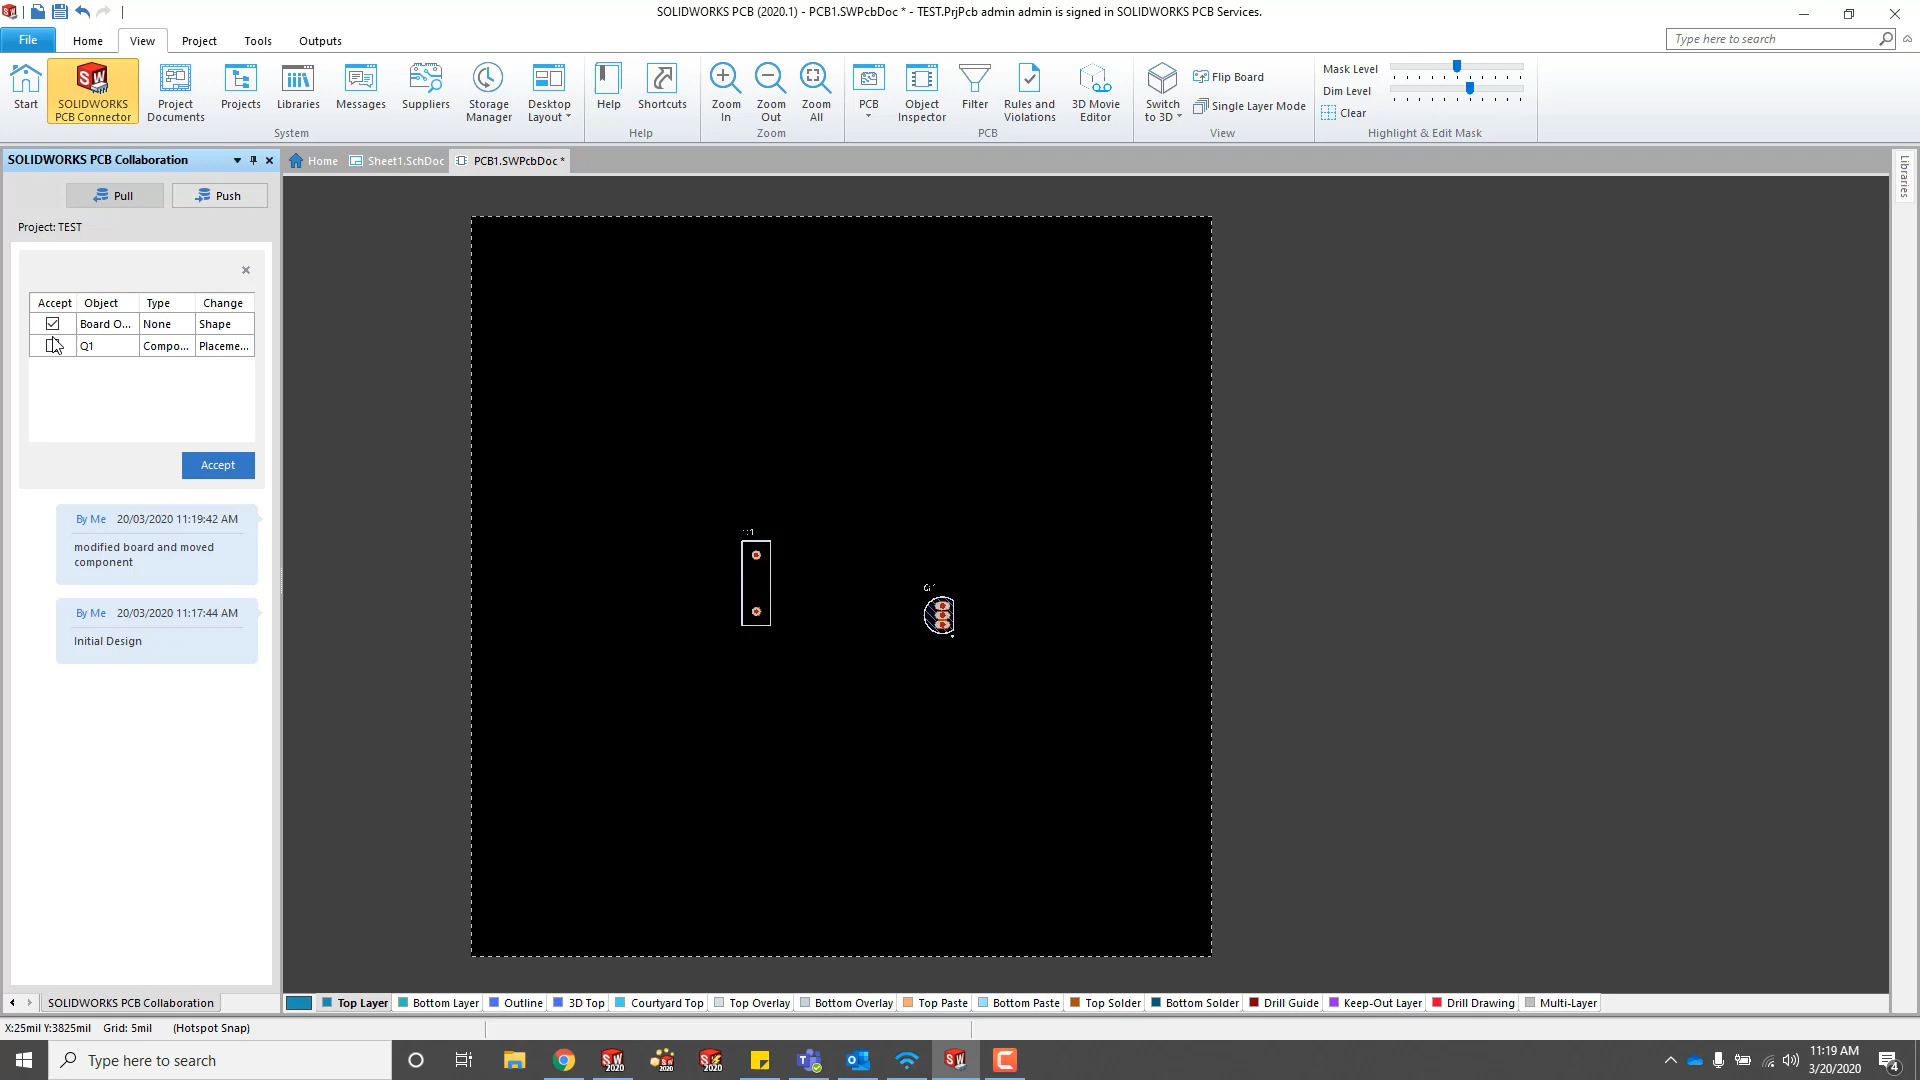 SOLIDWORKS PCB (2020.1) - PCB1.SWPcbDoc * - TEST.PrjPcb admin admin is signed in SOLIDWORKS PCB Services.
File Home View Project Tools Outputs
Type here to search
Start
SOLIDWORKS PCB Connector
Project Documents
Projects
Libraries
Messages
Suppliers
Storage Manager
Desktop Layout
System
Help
Shortcuts
Help
Zoom In
Zoom Out
Zoom All
Zoom
PCB
Object Inspector
Filter
Rules and Violations
3D Movie Editor
PCB
Switch to 3D
Flip Board
Single Layer Mode
View
Mask Level
Dim Level
Clear
Highlight & Edit Mask
SOLIDWORKS PCB Collaboration
Home Sheet1.SchDoc PCB1.SWPcbDoc *
Libraries
Pull Push
Project: TEST
Accept Object Type Change
Board O... None Shape
Q1 Compo... Placeme...
Accept
By Me 20/03/2020 11:19:42 AM
modified board and moved
component
By Me 20/03/2020 11:17:44 AM
Initial Design
SOLIDWORKS PCB Collaboration
Top Layer Bottom Layer Outline 3D Top Courtyard Top Top Overlay Bottom Overlay Top Paste Bottom Paste Top Solder Bottom Solder Drill Guide Keep-Out Layer Drill Drawing Multi-Layer
X:25mil Y:3825mil Grid: 5mil (Hotspot Snap)
Type here to search
11:19 AM
3/20/2020
4